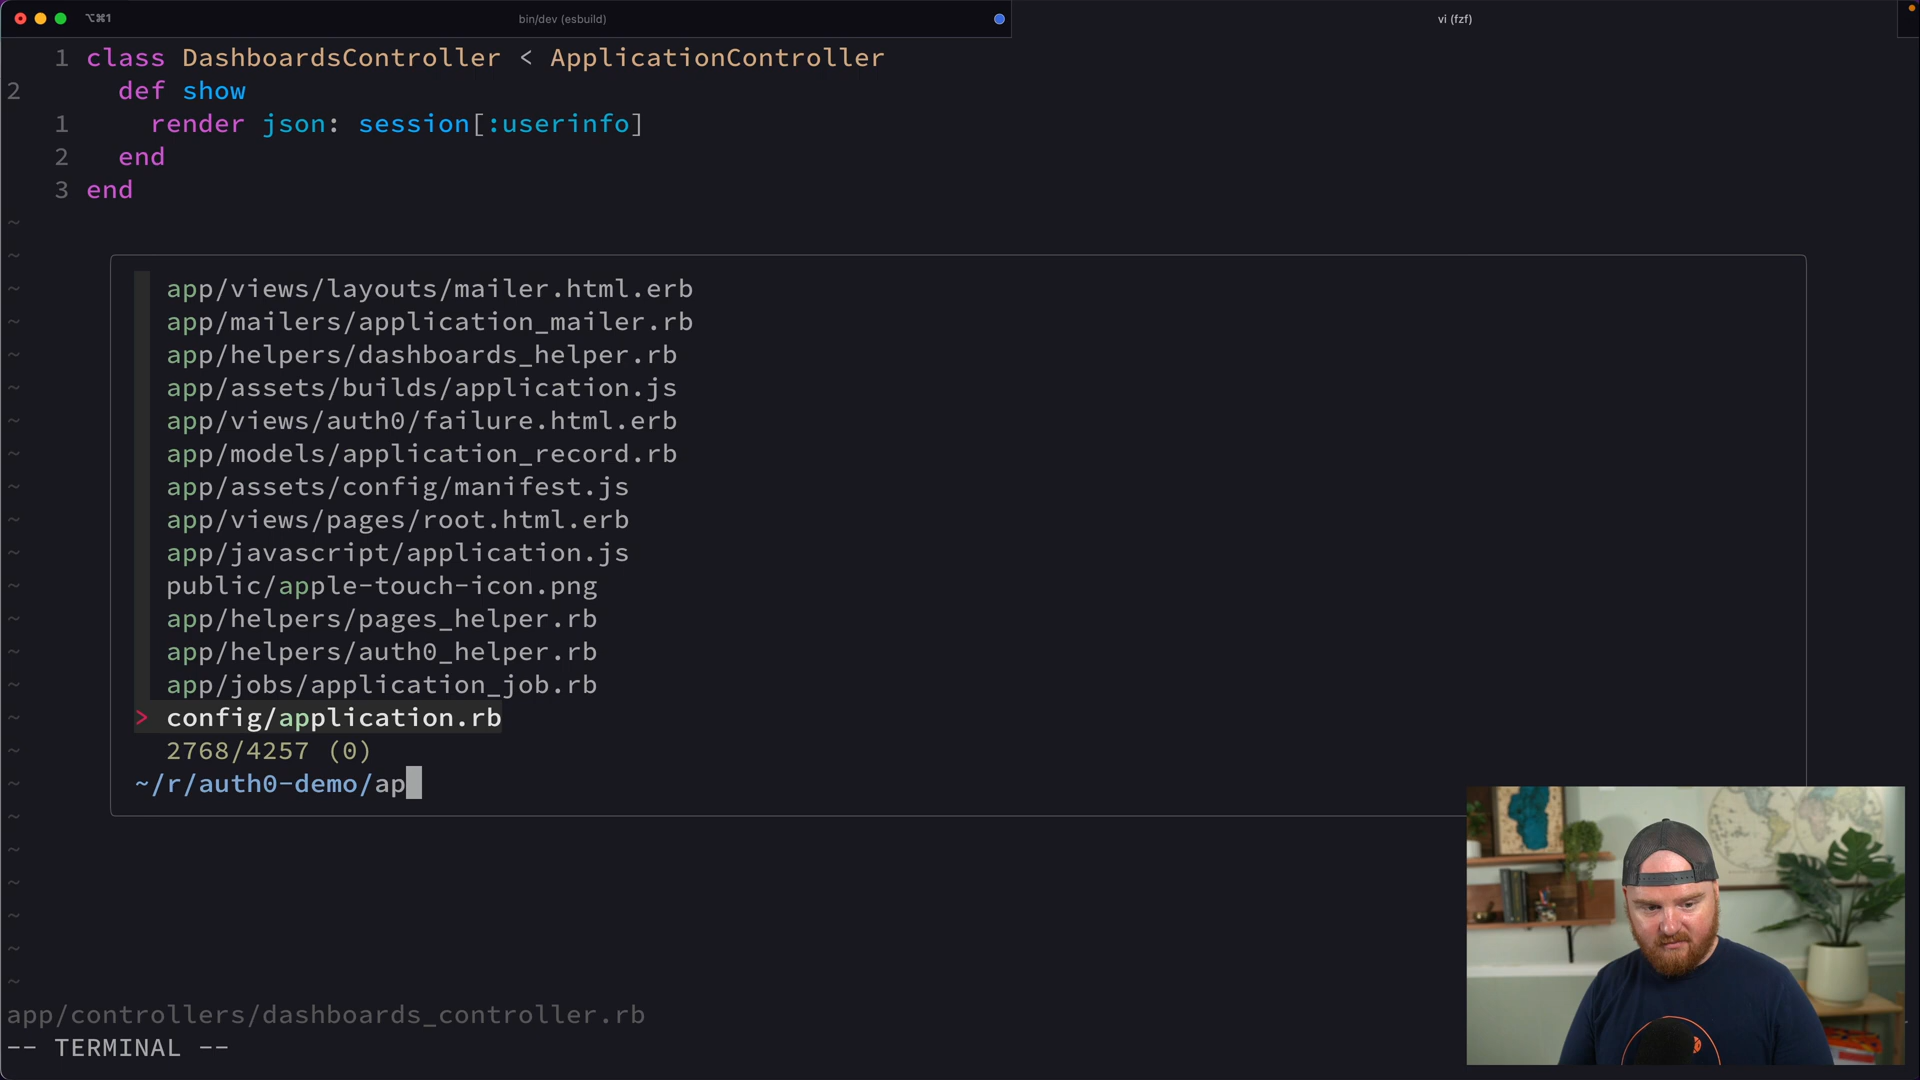 ⌥⌘1
bin/dev (esbuild)
vi (fzf)
1 class DashboardsController < ApplicationController
2 def show
1 render json: session[:userinfo]
2 end
3 end
~
~
~ app/views/layouts/mailer.html.erb
~ app/mailers/application_mailer.rb
~ app/helpers/dashboards_helper.rb
~ app/assets/builds/application.js
~ app/views/auth0/failure.html.erb
~ app/models/application_record.rb
~ app/assets/config/manifest.js
~ app/views/pages/root.html.erb
~ app/javascript/application.js
~ public/apple-touch-icon.png
~ app/helpers/pages_helper.rb
~ app/helpers/auth0_helper.rb
~ app/jobs/application_job.rb
~ > config/application.rb
~ 2768/4257 (0)
~ ~/r/auth0-demo/ap
~
~
~
~
~
~
app/controllers/dashboards_controller.rb
-- TERMINAL --